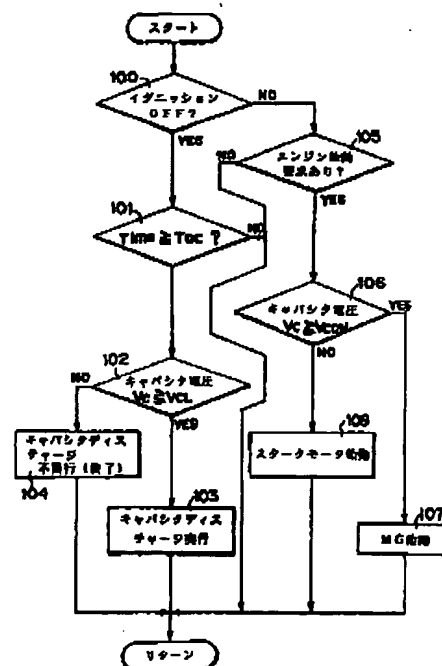 スタート
100
イグニッション
OFF?
NO
YES
105
エンジン始動
要求あり?
NO
YES
101
Time≧TDC ?
NO
106
キャパシタ電圧
YES
NO
102
キャパシタ電圧
Vc≧VCL
NO
YES
108
スタータモータ始動
キャパシタディス
チャージ
不実行(終了)
104
103
キャパシタディス
チャージ実行
107
MG始動
リターン